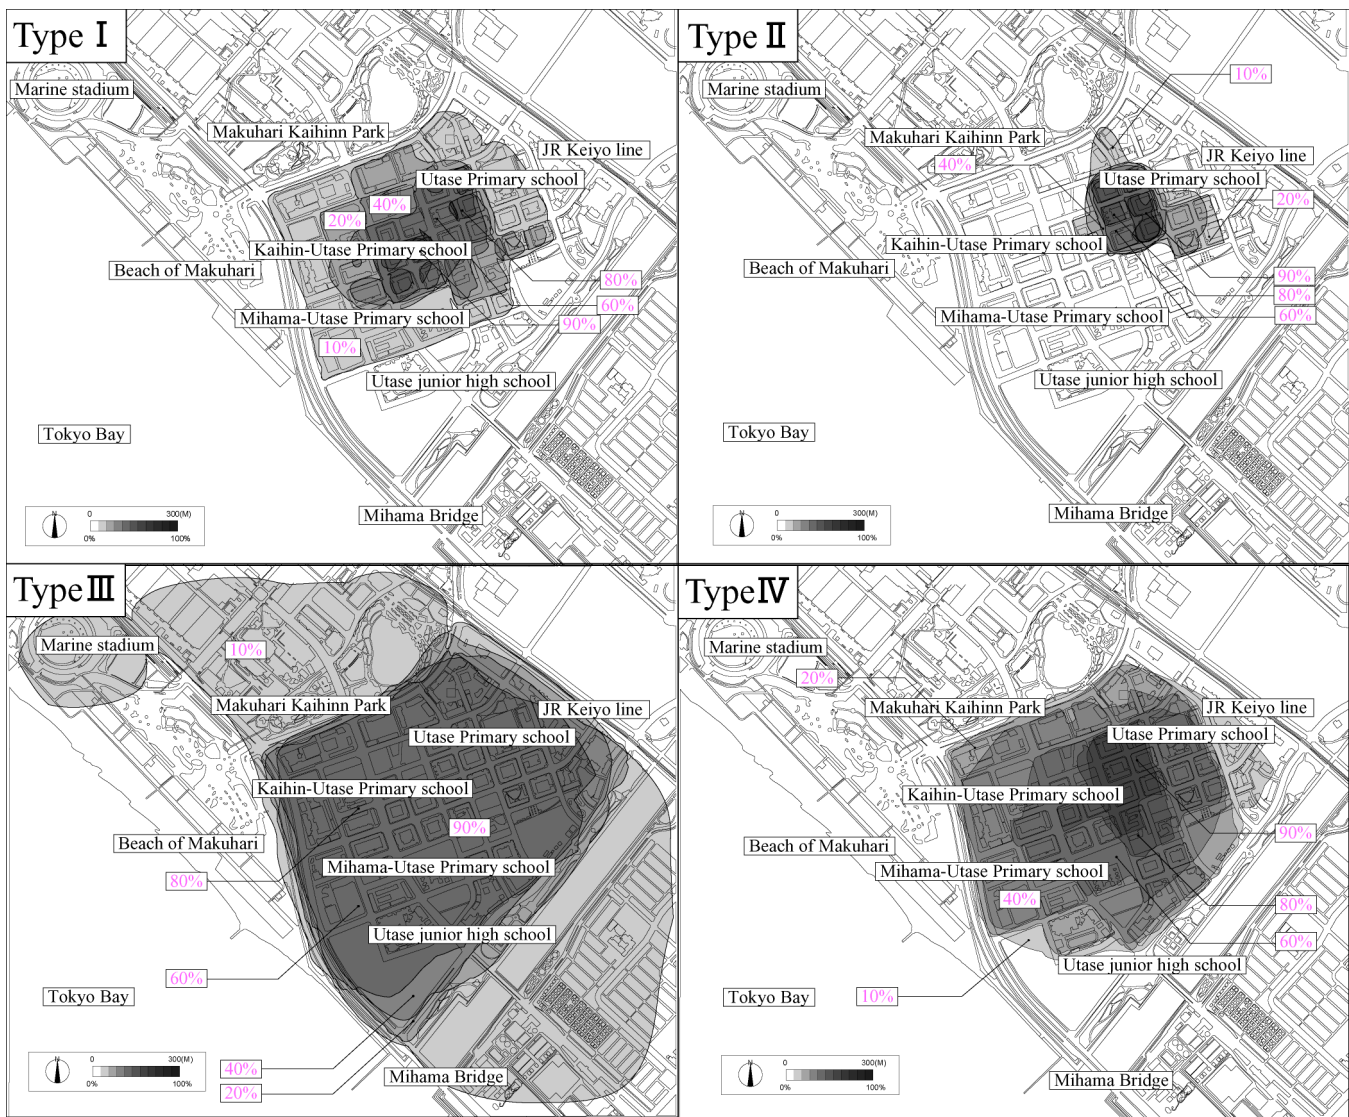 Type Ⅰ
Marine stadium
Makuhari Kaihinn Park
JR Keiyo line
Utase Primary school
40%
20%
Kaihin-Utase Primary school
Beach of Makuhari
80%
60%
Mihama-Utase Primary school
90%
10%
Utase junior high school
Tokyo Bay
Mihama Bridge
N
0 300(M)
0% 100%
Type Ⅱ
10%
Marine stadium
Makuhari Kaihinn Park
JR Keiyo line
40%
Utase Primary school
20%
Kaihin-Utase Primary school
Beach of Makuhari
90%
80%
Mihama-Utase Primary school
60%
Utase junior high school
Tokyo Bay
Mihama Bridge
N
0 300(M)
0% 100%
Type Ⅲ
Marine stadium
10%
Makuhari Kaihinn Park
JR Keiyo line
Utase Primary school
Kaihin-Utase Primary school
90%
Beach of Makuhari
Mihama-Utase Primary school
80%
Utase junior high school
60%
Tokyo Bay
40%
Mihama Bridge
20%
N
0 300(M)
0% 100%
Type Ⅳ
Marine stadium
20%
Makuhari Kaihinn Park
JR Keiyo line
Utase Primary school
Kaihin-Utase Primary school
90%
Beach of Makuhari
Mihama-Utase Primary school
40%
80%
60%
Utase junior high school
Tokyo Bay
10%
Mihama Bridge
N
0 300(M)
0% 100%